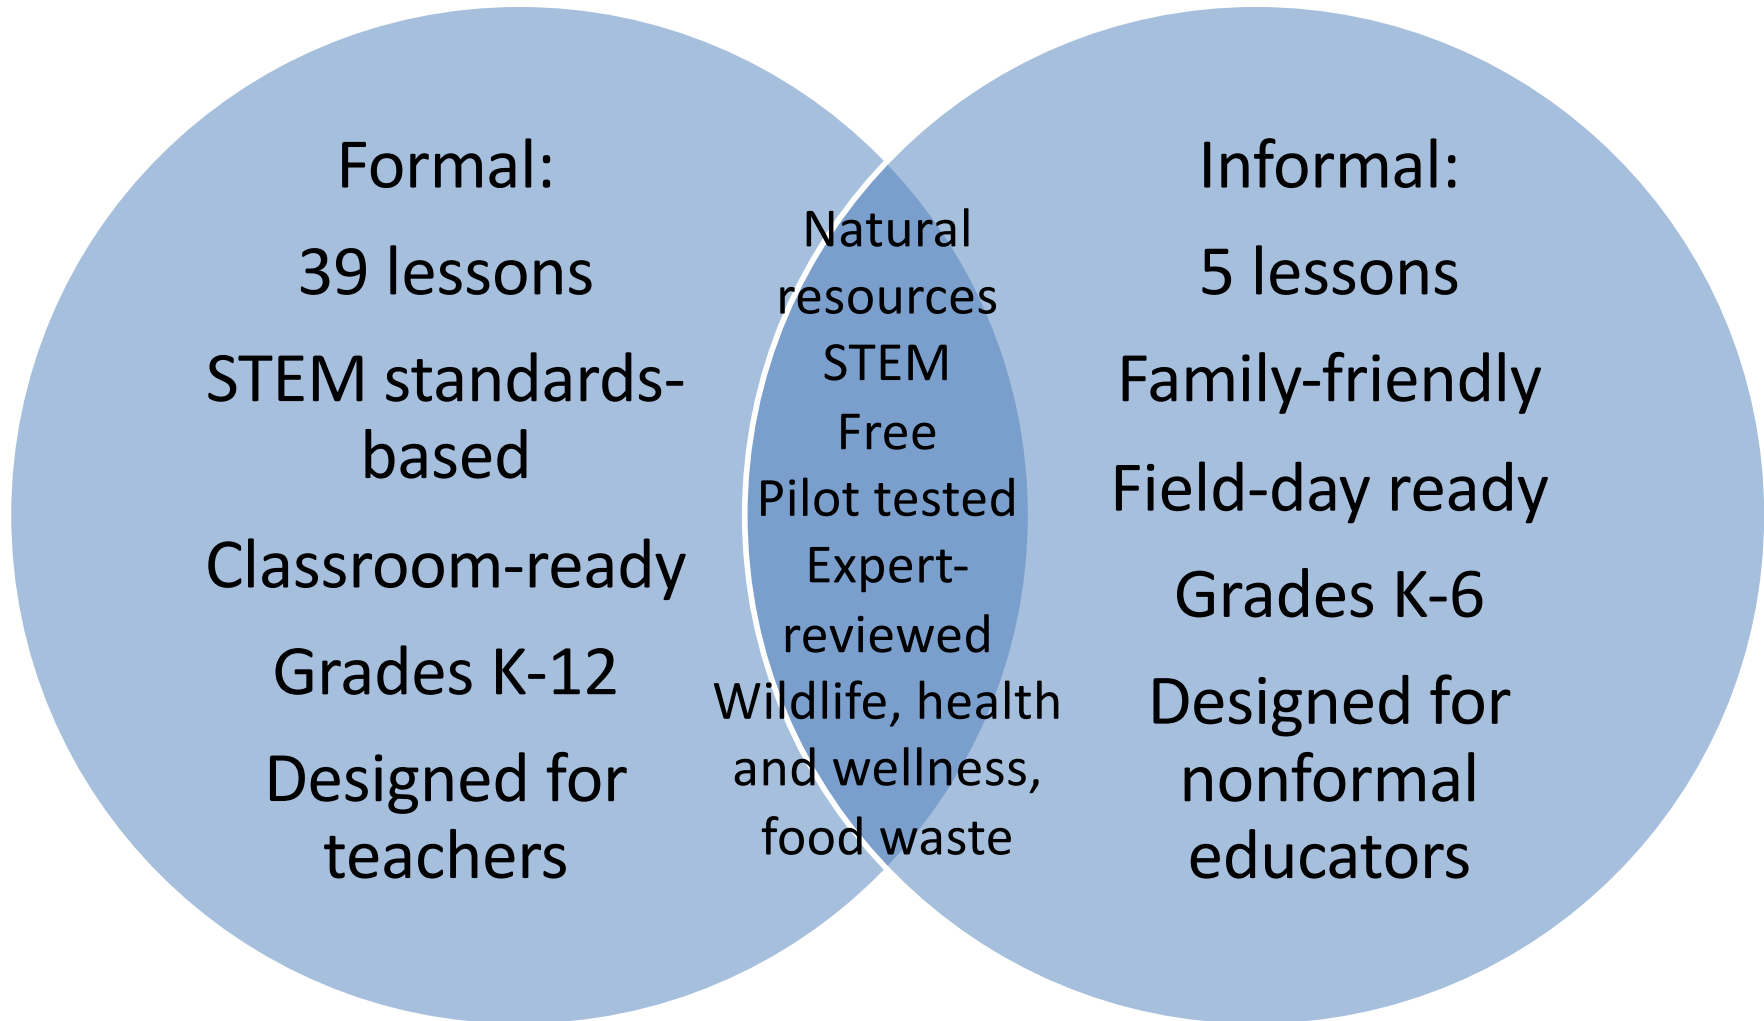 Formal:
39 lessons
STEM standards-
based
Classroom-ready
Grades K-12
Designed for
teachers
Natural
resources
STEM
Free
Pilot tested
Expert-
reviewed
Wildlife, health
and wellness,
food waste
Informal:
5 lessons
Family-friendly
Field-day ready
Grades K-6
Designed for
nonformal
educators